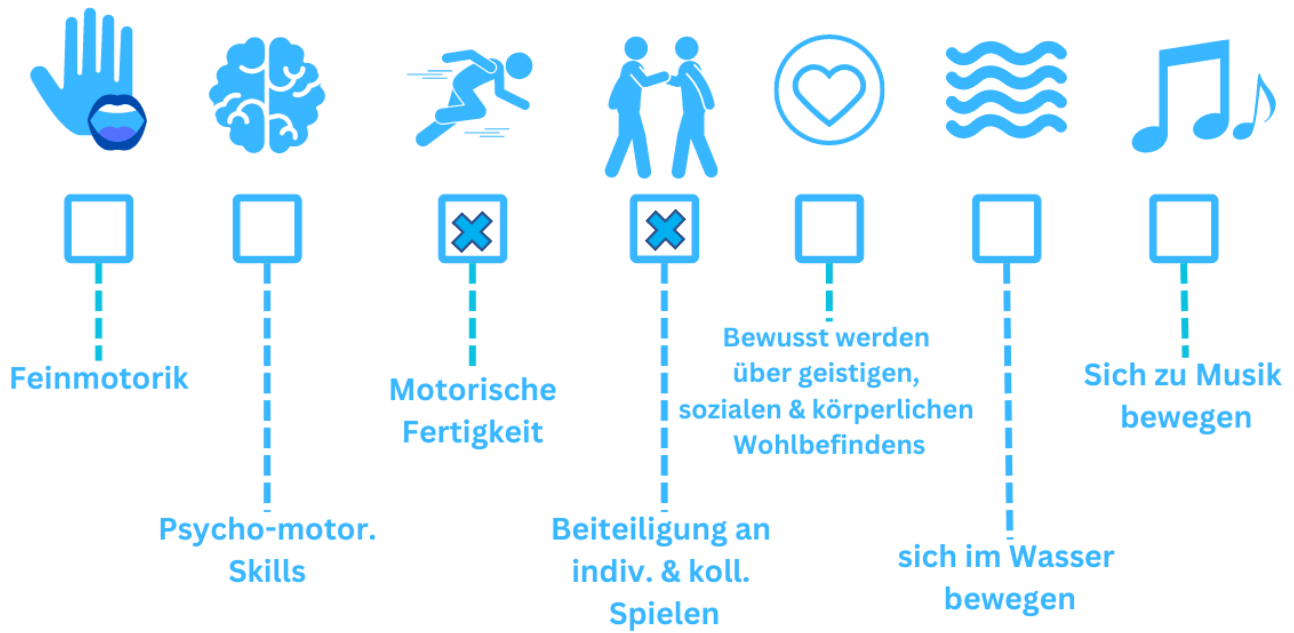 Feinmotorik
Psycho-motor.
Skills
Motorische
Fertigkeit
Beiteiligung an
indiv. & koll.
Spielen
Bewusst werden
über geistigen,
sozialen & körperlichen
Wohlbefindens
sich im Wasser
bewegen
Sich zu Musik
bewegen